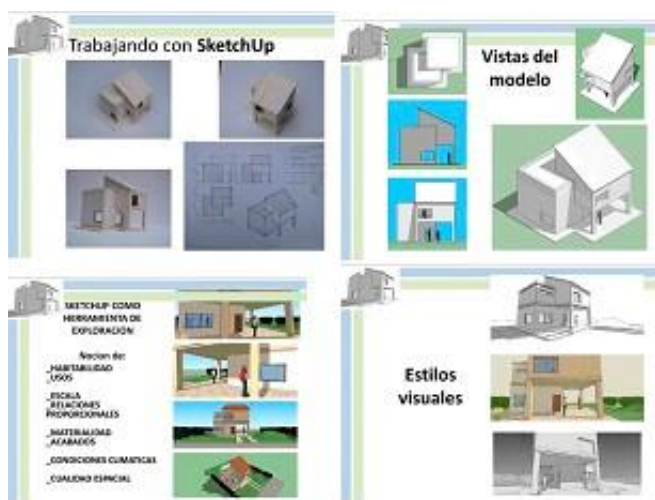 Trabajando con SketchUp
Vistas del
modelo
SKETCHUP COMO
HERRAMIENTA DE
EXPLORACION
Nocion de:
_HABITABILIDAD
_USOS
_ESCALA
_RELACIONES
PROPORCIONALES
_MATERIALIDAD
_ACABADOS
_CONDICIONES CLIMATICAS
_CUALIDAD ESPACIAL
Estilos
visuales